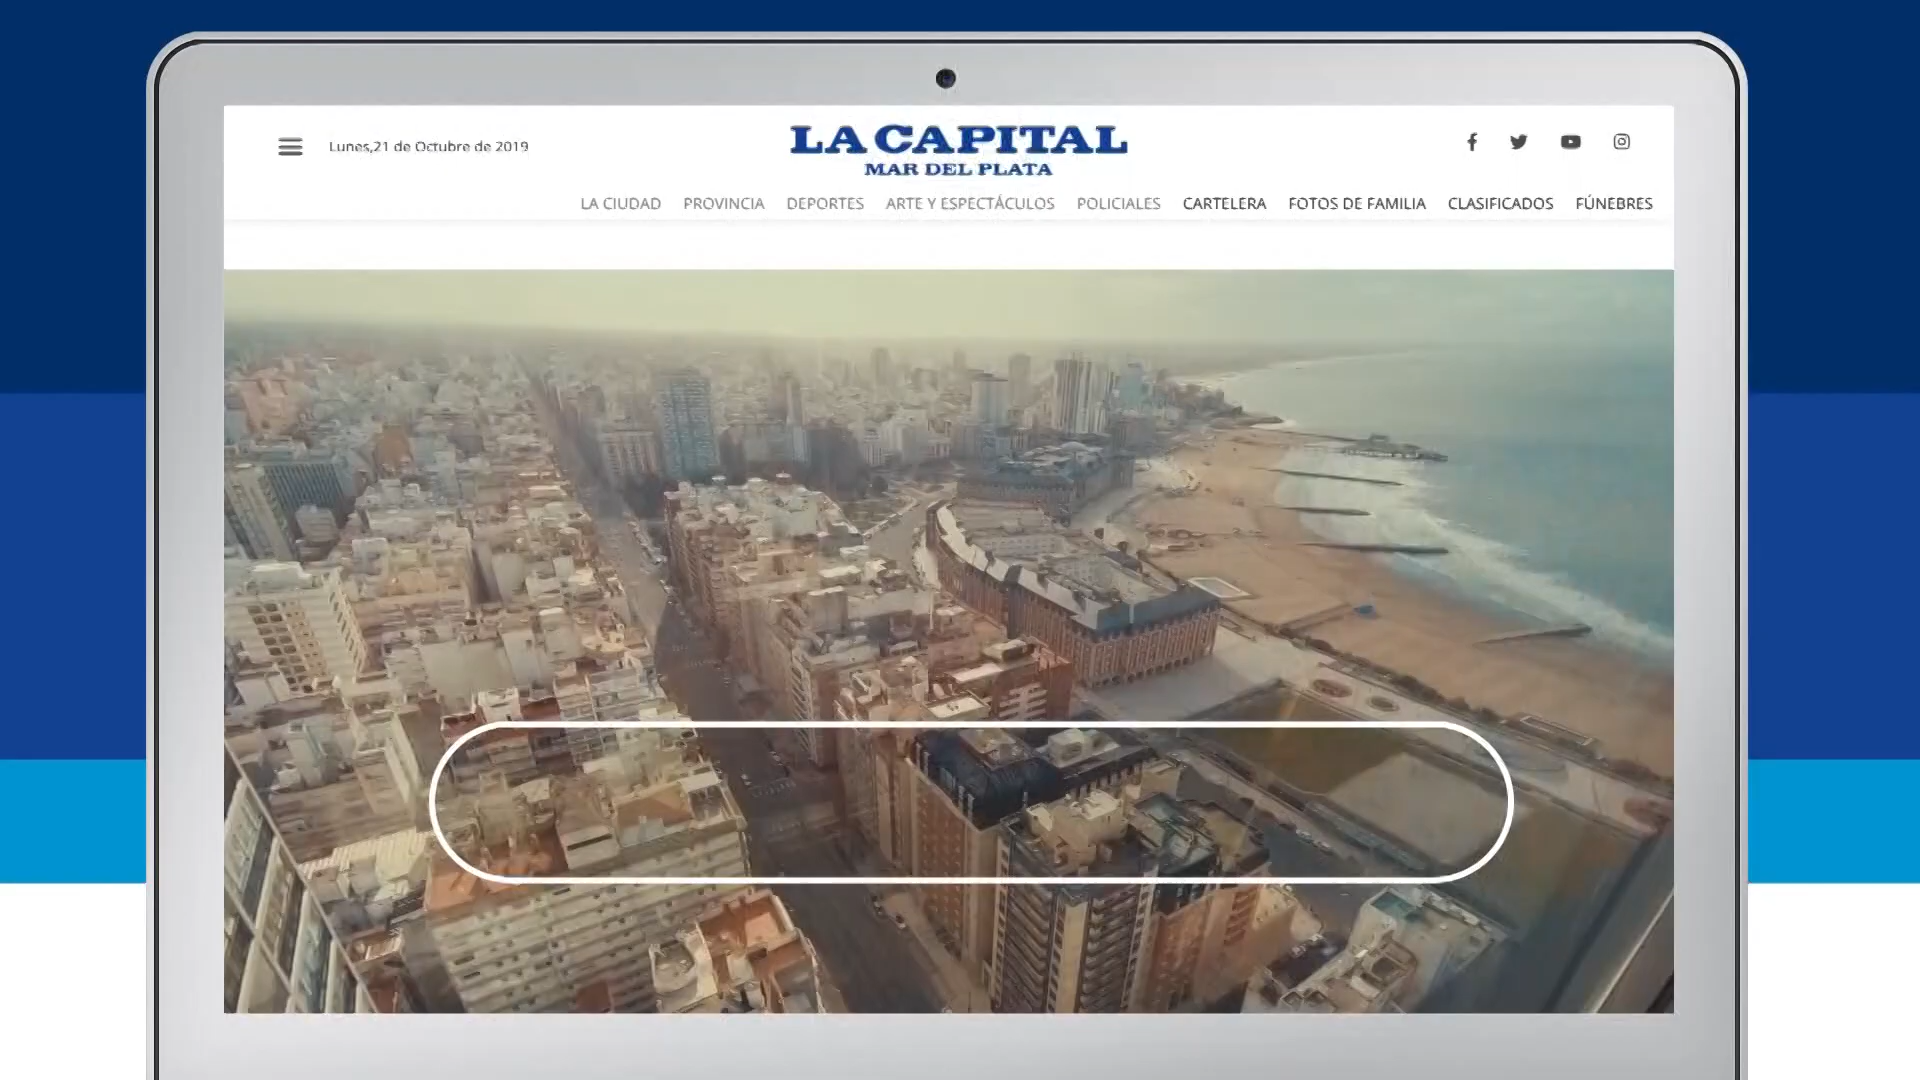 Lunes,21 de Octubre de 2019
LA CAPITAL
MAR DEL PLATA
LA CIUDAD PROVINCIA DEPORTES ARTE Y ESPECTÁCULOS POLICIALES CARTELERA FOTOS DE FAMILIA CLASIFICADOS FÚNEBRES